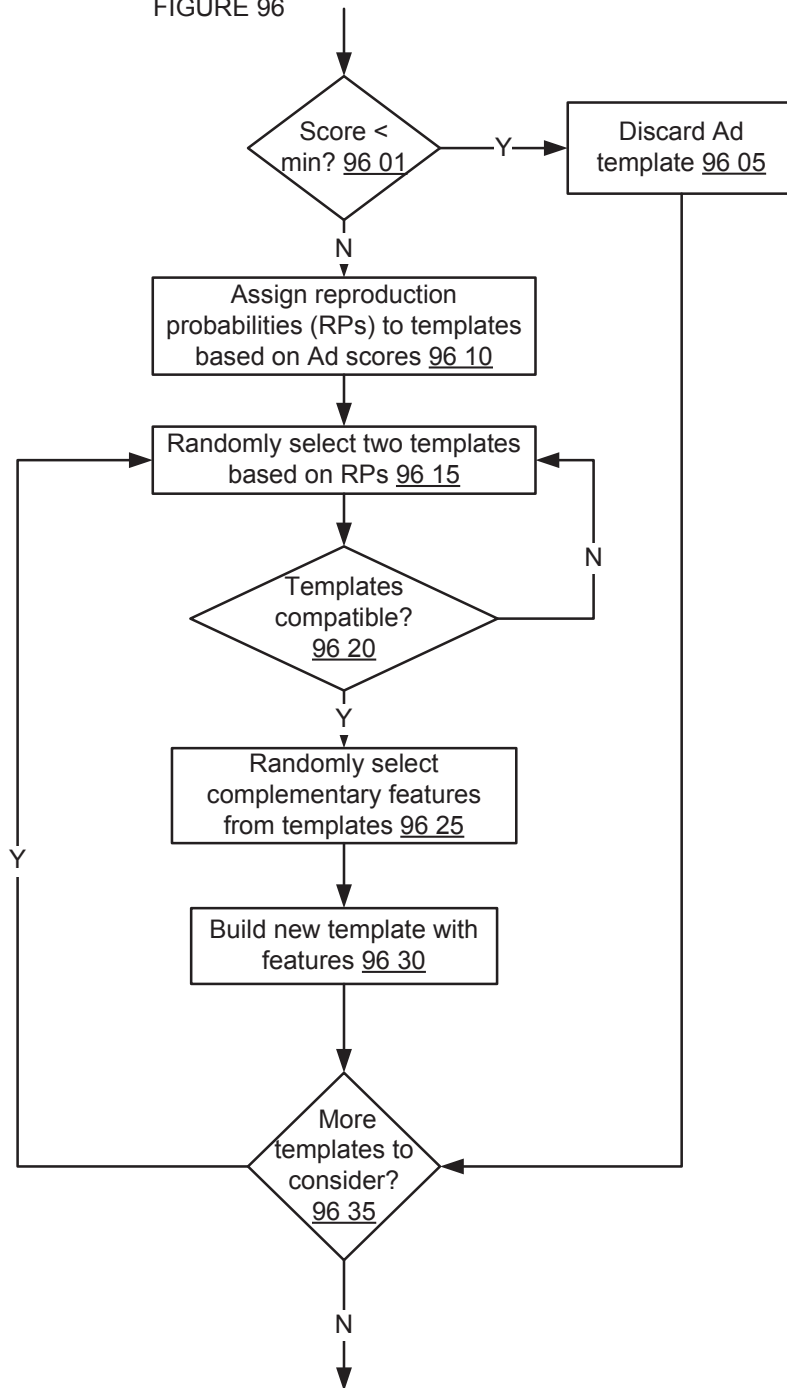 FIGURE 96
Score <
min? 96 01
Y
Discard Ad
template 96 05
N
Assign reproduction
probabilities (RPs) to templates
based on Ad scores 96 10
Randomly select two templates
based on RPs 96 15
N
Templates
compatible?
96 20
Y
Randomly select
complementary features
from templates 96 25
Y
Build new template with
features 96 30
More
templates to
consider?
96 35
N